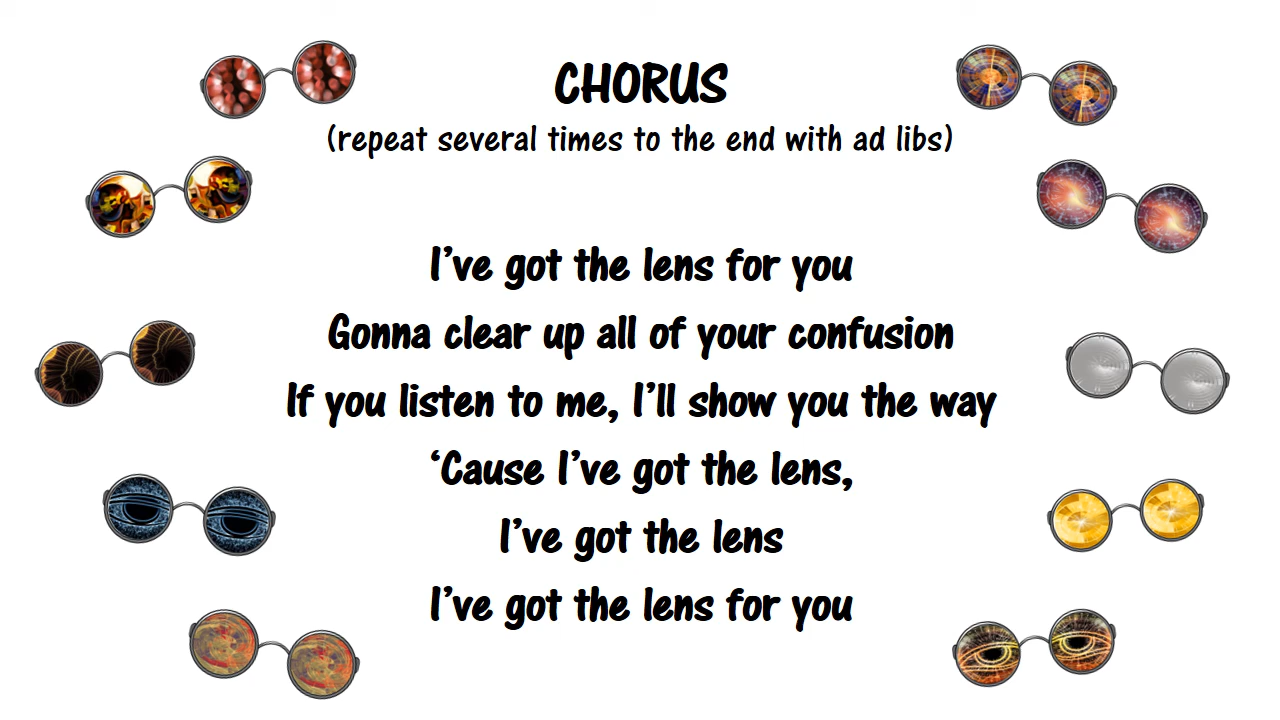 CHORUS
(repeat several times to the end with ad libs)
I’ve got the lens for you
Gonna clear up all of your confusion
If you listen to me, I’ll show you the way
‘Cause I’ve got the lens,
I’ve got the lens
I’ve got the lens for you